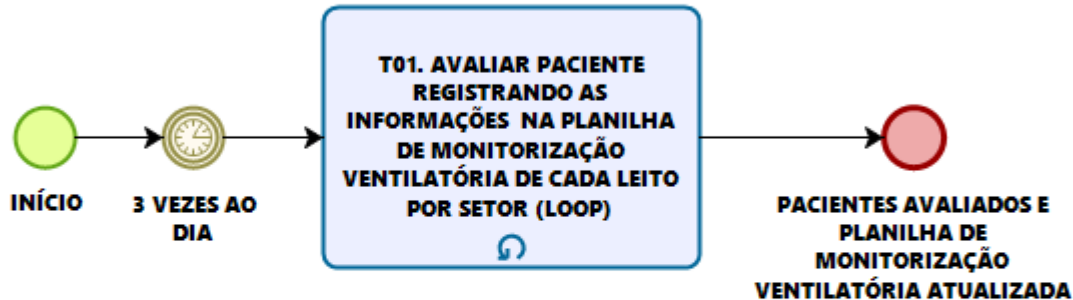 INÍCIO
3 VEZES AO
DIA
T01. AVALIAR PACIENTE
REGISTRANDO AS
INFORMAÇÕES NA PLANILHA
DE MONITORIZAÇÃO
VENTILATÓRIA DE CADA LEITO
POR SETOR (LOOP)
PACIENTES AVALIADOS E
PLANILHA DE
MONITORIZAÇÃO
VENTILATÓRIA ATUALIZADA